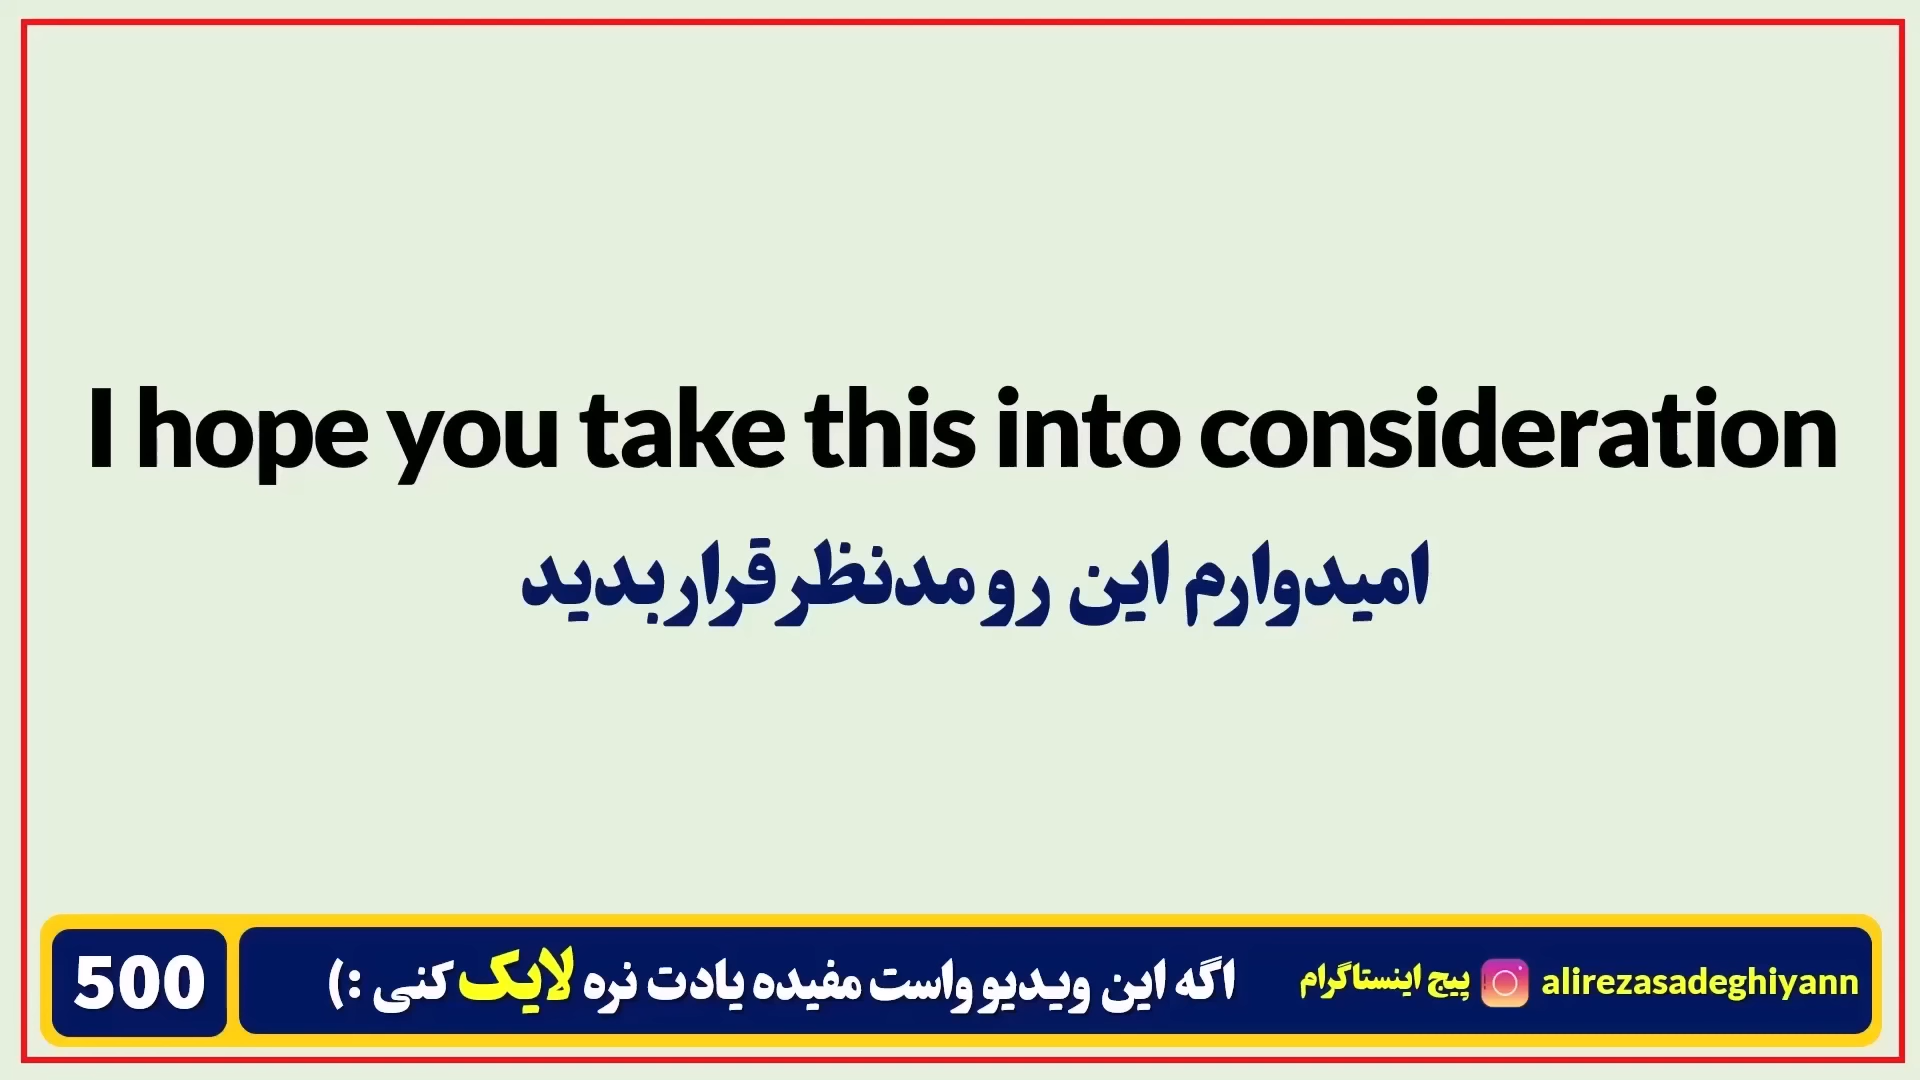 I hope you take this into consideration
امیدوارم این رو مدنظر قرار بدید
500
اگه این ویدیو واست مفیده یادت نره لایک کنی :)
پیج اینستاگرام alirezasadeghiyann